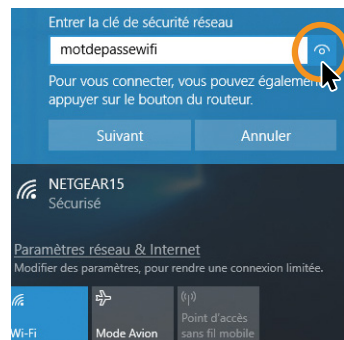 Entrer la clé de sécurité réseau
motdepassewifi
Pour vous connecter, vous pouvez également
appuyer sur le bouton du routeur.
Suivant Annuler
NETGEAR15
Sécurisé
Paramètres réseau & Internet
Modifier des paramètres, pour rendre une connexion limitée.
Wi-Fi
Mode Avion
Point d'accès
sans fil mobile